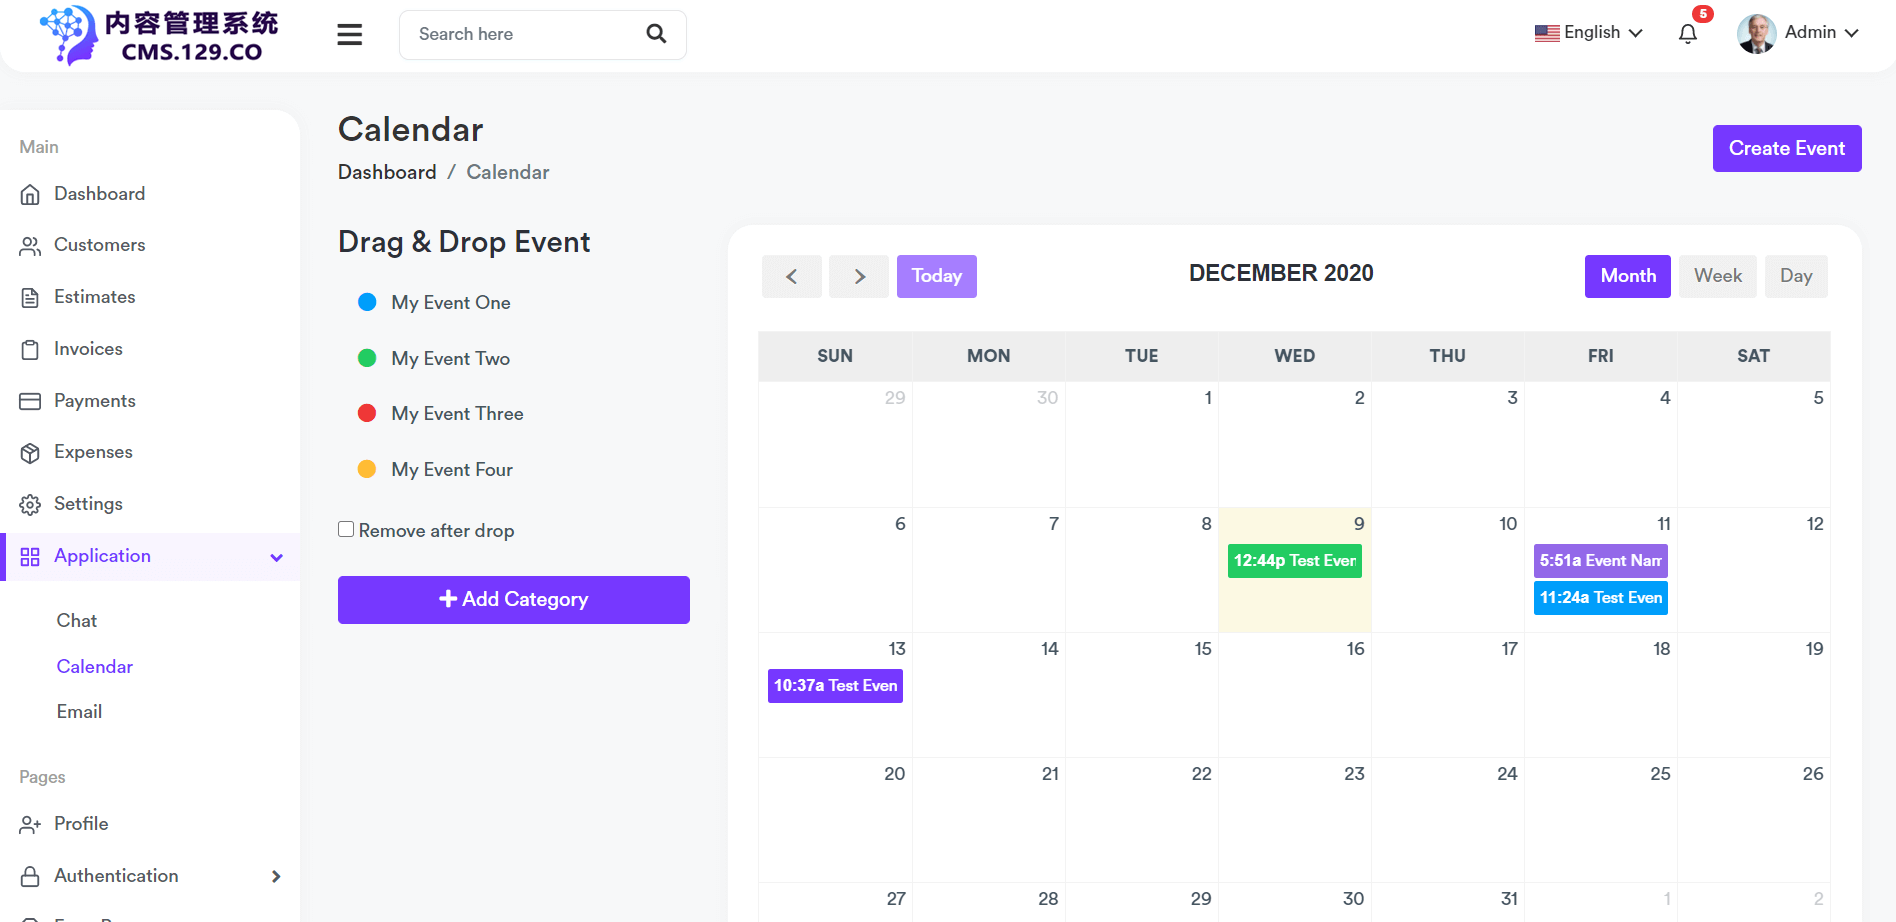 内容管理系统
CMS.129.CO
Search here
English
5
Admin
Main
Dashboard
Customers
Estimates
Invoices
Payments
Expenses
Settings
Application
Chat
Calendar
Email
Pages
Profile
Authentication
Calendar
Dashboard / Calendar
Create Event
Drag & Drop Event
My Event One
My Event Two
My Event Three
My Event Four
Remove after drop
Add Category
Today
DECEMBER 2020
Month Week Day
SUN MON TUE WED THU FRI SAT
29 30 1 2 3 4 5
6 7 8 9 10 11 12
12:44p Test Even
5:51a Event Nam
11:24a Test Even
13 14 15 16 17 18 19
10:37a Test Even
20 21 22 23 24 25 26
27 28 29 30 31 1 2